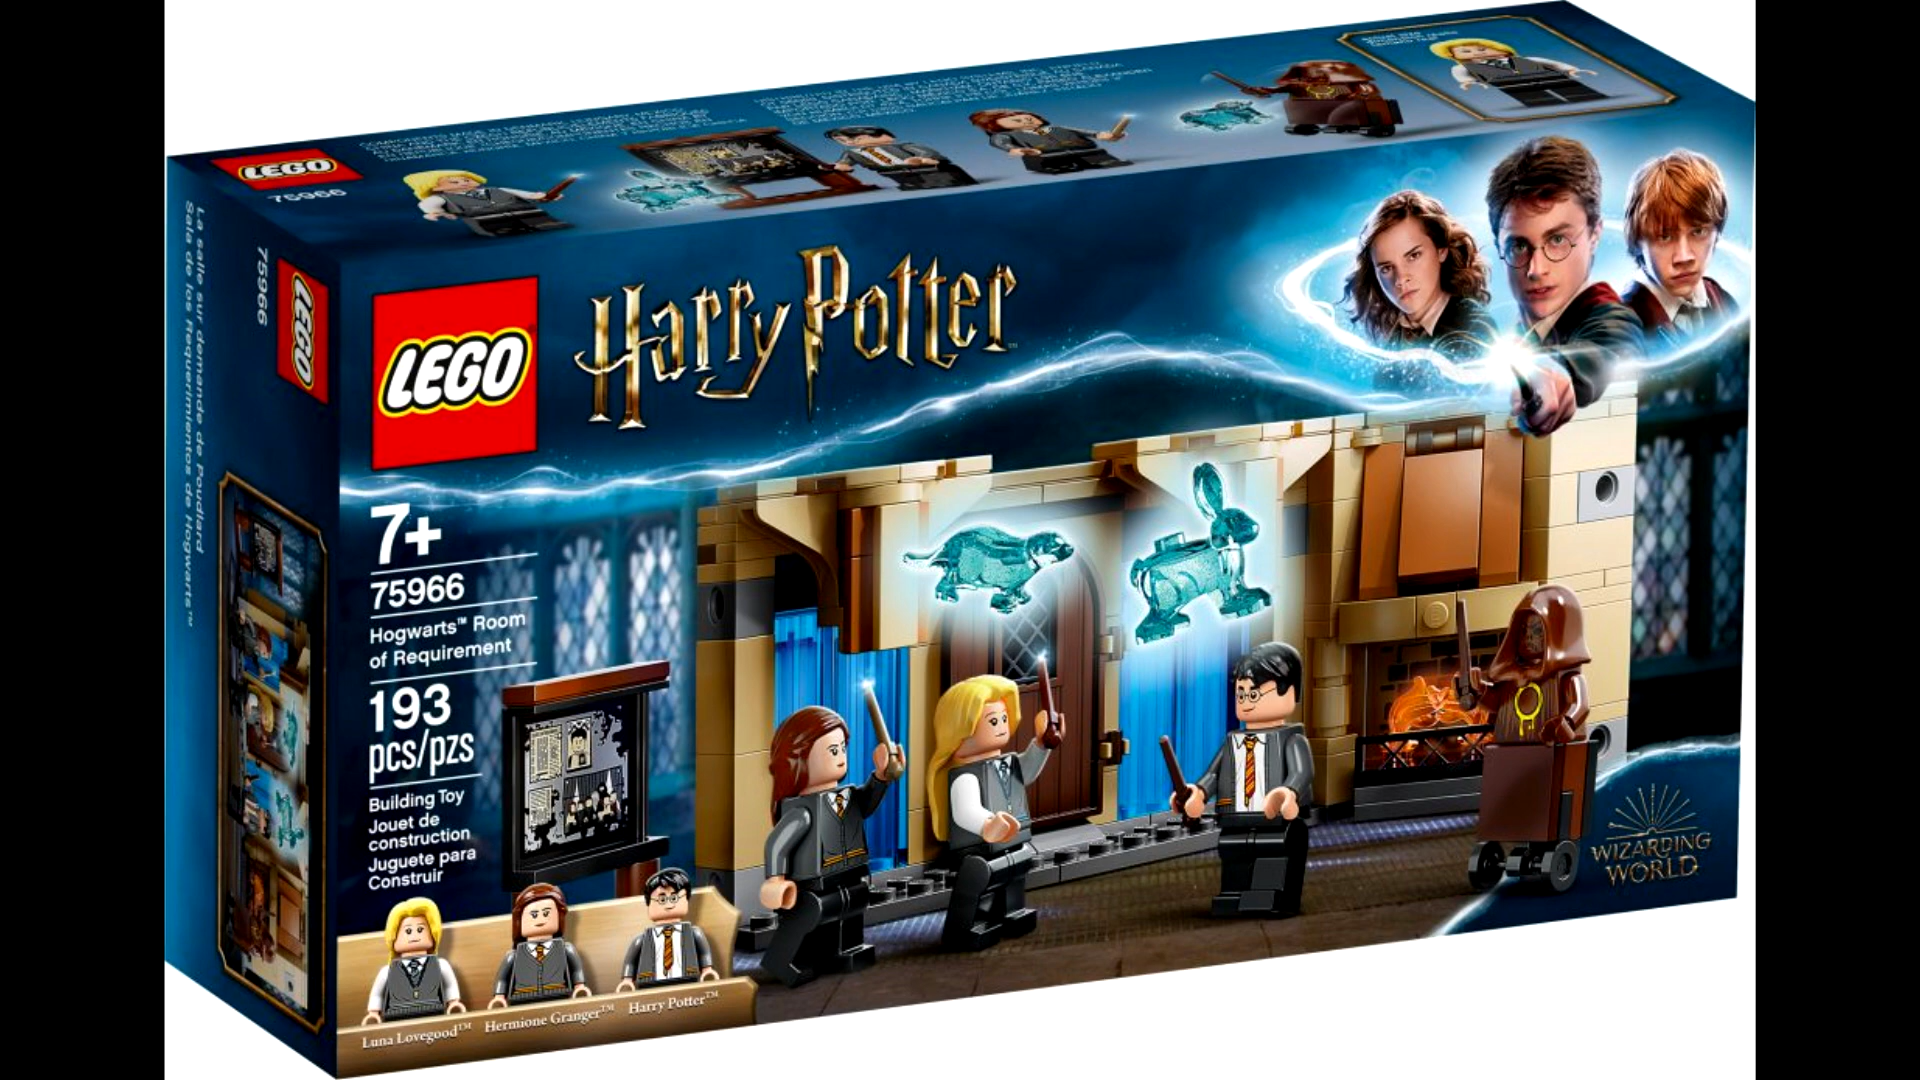 LEGO
75966
La salle sur demande de Poudlard
Sala de los Requerimientos de Hogwarts™
75966
LEGO
LEGO
Harry Potter™
7+
75966
Hogwarts™ Room
of Requirement
193
pcs/pzs
Building Toy
Jouet de
construction
Juguete para
Construir
Luna Lovegood™
Hermione Granger™
Harry Potter™
WIZARDING
WORLD